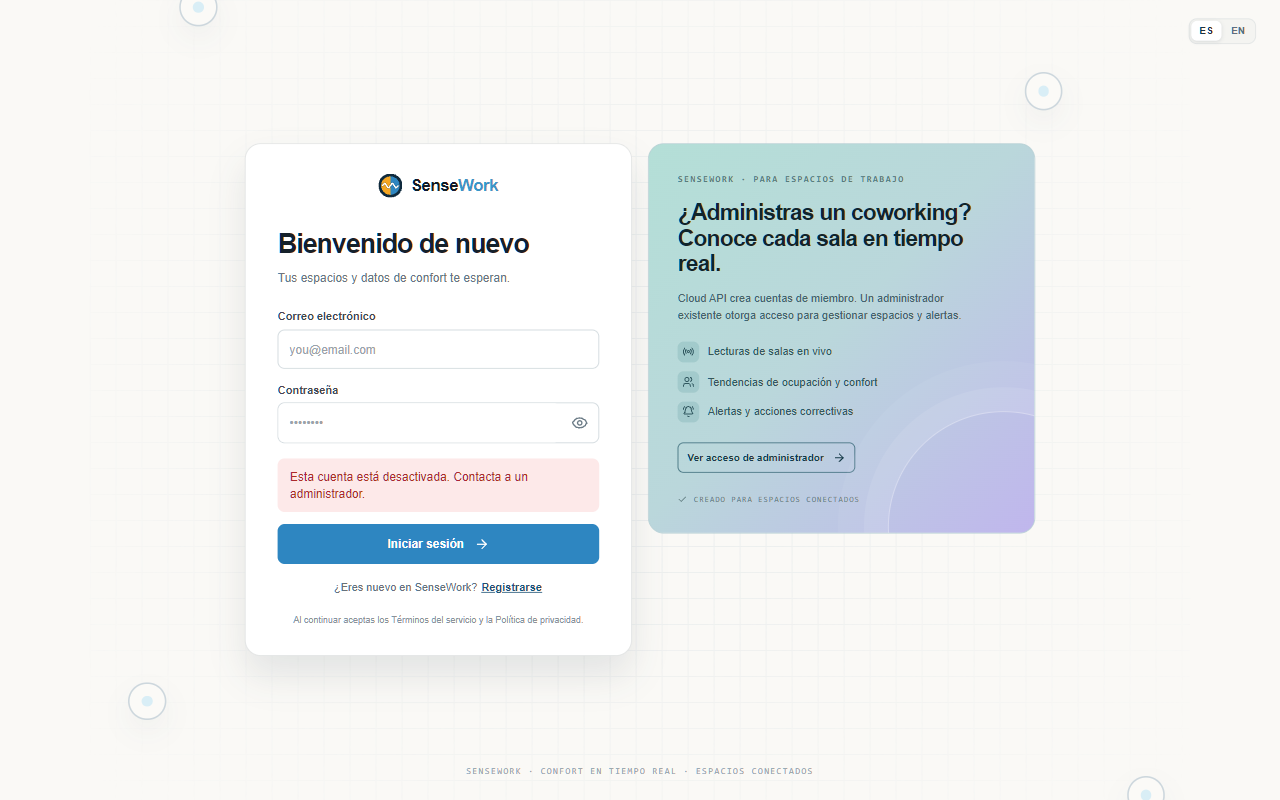 ES EN
SenseWork
Bienvenido de nuevo
Tus espacios y datos de confort te esperan.
Correo electrónico
you@email.com
Contraseña
••••••••
Esta cuenta está desactivada. Contacta a un
administrador.
Iniciar sesión
¿Eres nuevo en SenseWork? Registrarse
Al continuar aceptas los Términos del servicio y la Política de privacidad.
SENSEWORK · PARA ESPACIOS DE TRABAJO
¿Administras un coworking?
Conoce cada sala en tiempo
real.
Cloud API crea cuentas de miembro. Un administrador
existente otorga acceso para gestionar espacios y alertas.
Lecturas de salas en vivo
Tendencias de ocupación y confort
Alertas y acciones correctivas
Ver acceso de administrador
CREADO PARA ESPACIOS CONECTADOS
SENSEWORK · CONFORT EN TIEMPO REAL · ESPACIOS CONECTADOS